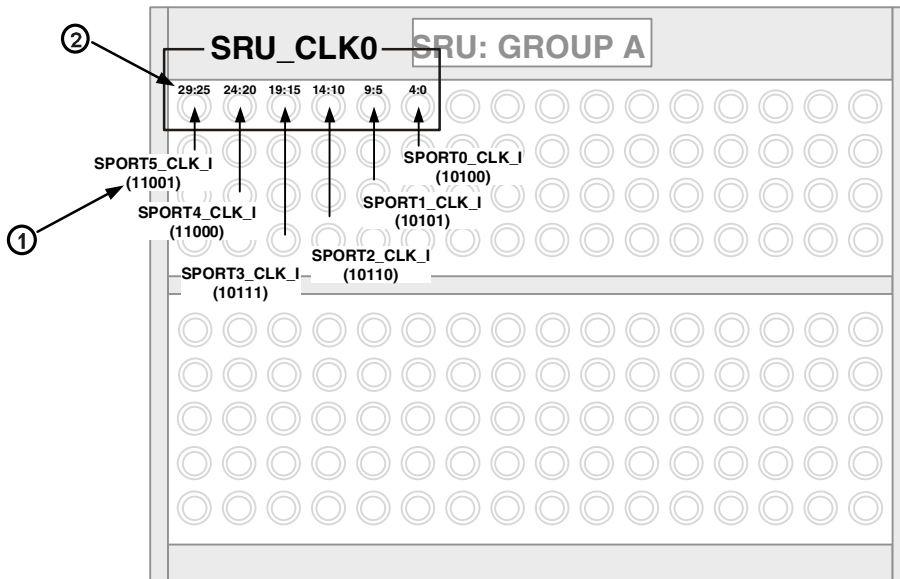 ②
SRU_CLK0
SRU: GROUP A
29:25 24:20 19:15 14:10 9:5 4:0
SPORT5_CLK_I
(11001)
SPORT0_CLK_I
(10100)
SPORT4_CLK_I
(11000)
SPORT1_CLK_I
(10101)
①
SPORT3_CLK_I
(10111)
SPORT2_CLK_I
(10110)